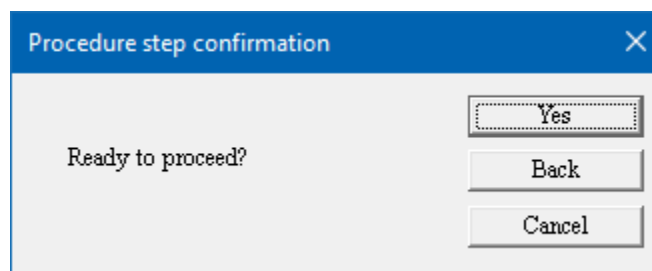 Procedure step confirmation
Ready to proceed?
Yes
Back
Cancel